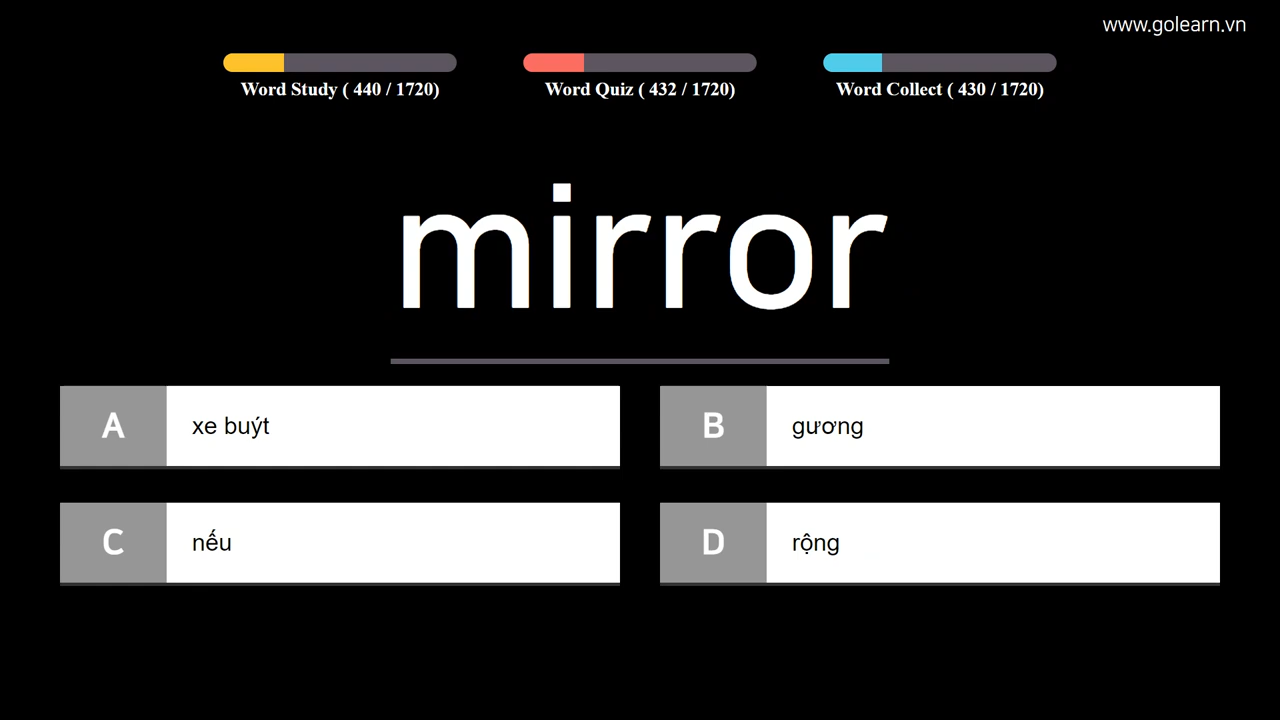 www.golearn.vn
Word Study ( 440 / 1720)
Word Quiz ( 432 / 1720)
Word Collect ( 430 / 1720)
mirror
A xe buýt
B gương
C nếu
D rộng